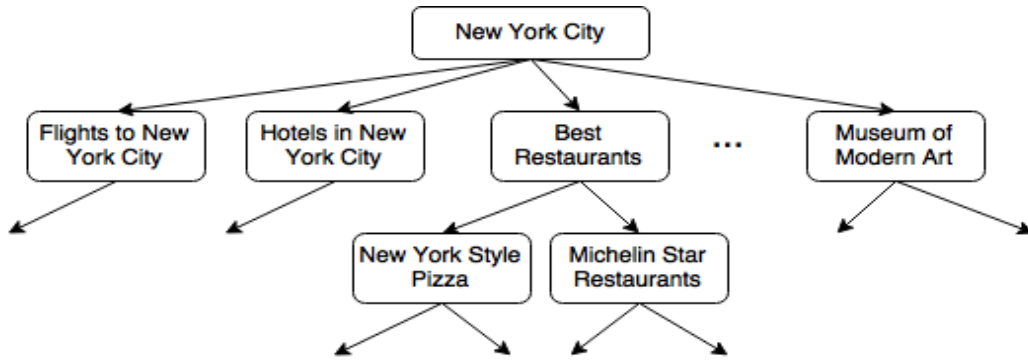 New York City
Flights to New
York City
Hotels in New
York City
Best
Restaurants
...
Museum of
Modern Art
New York Style
Pizza
Michelin Star
Restaurants